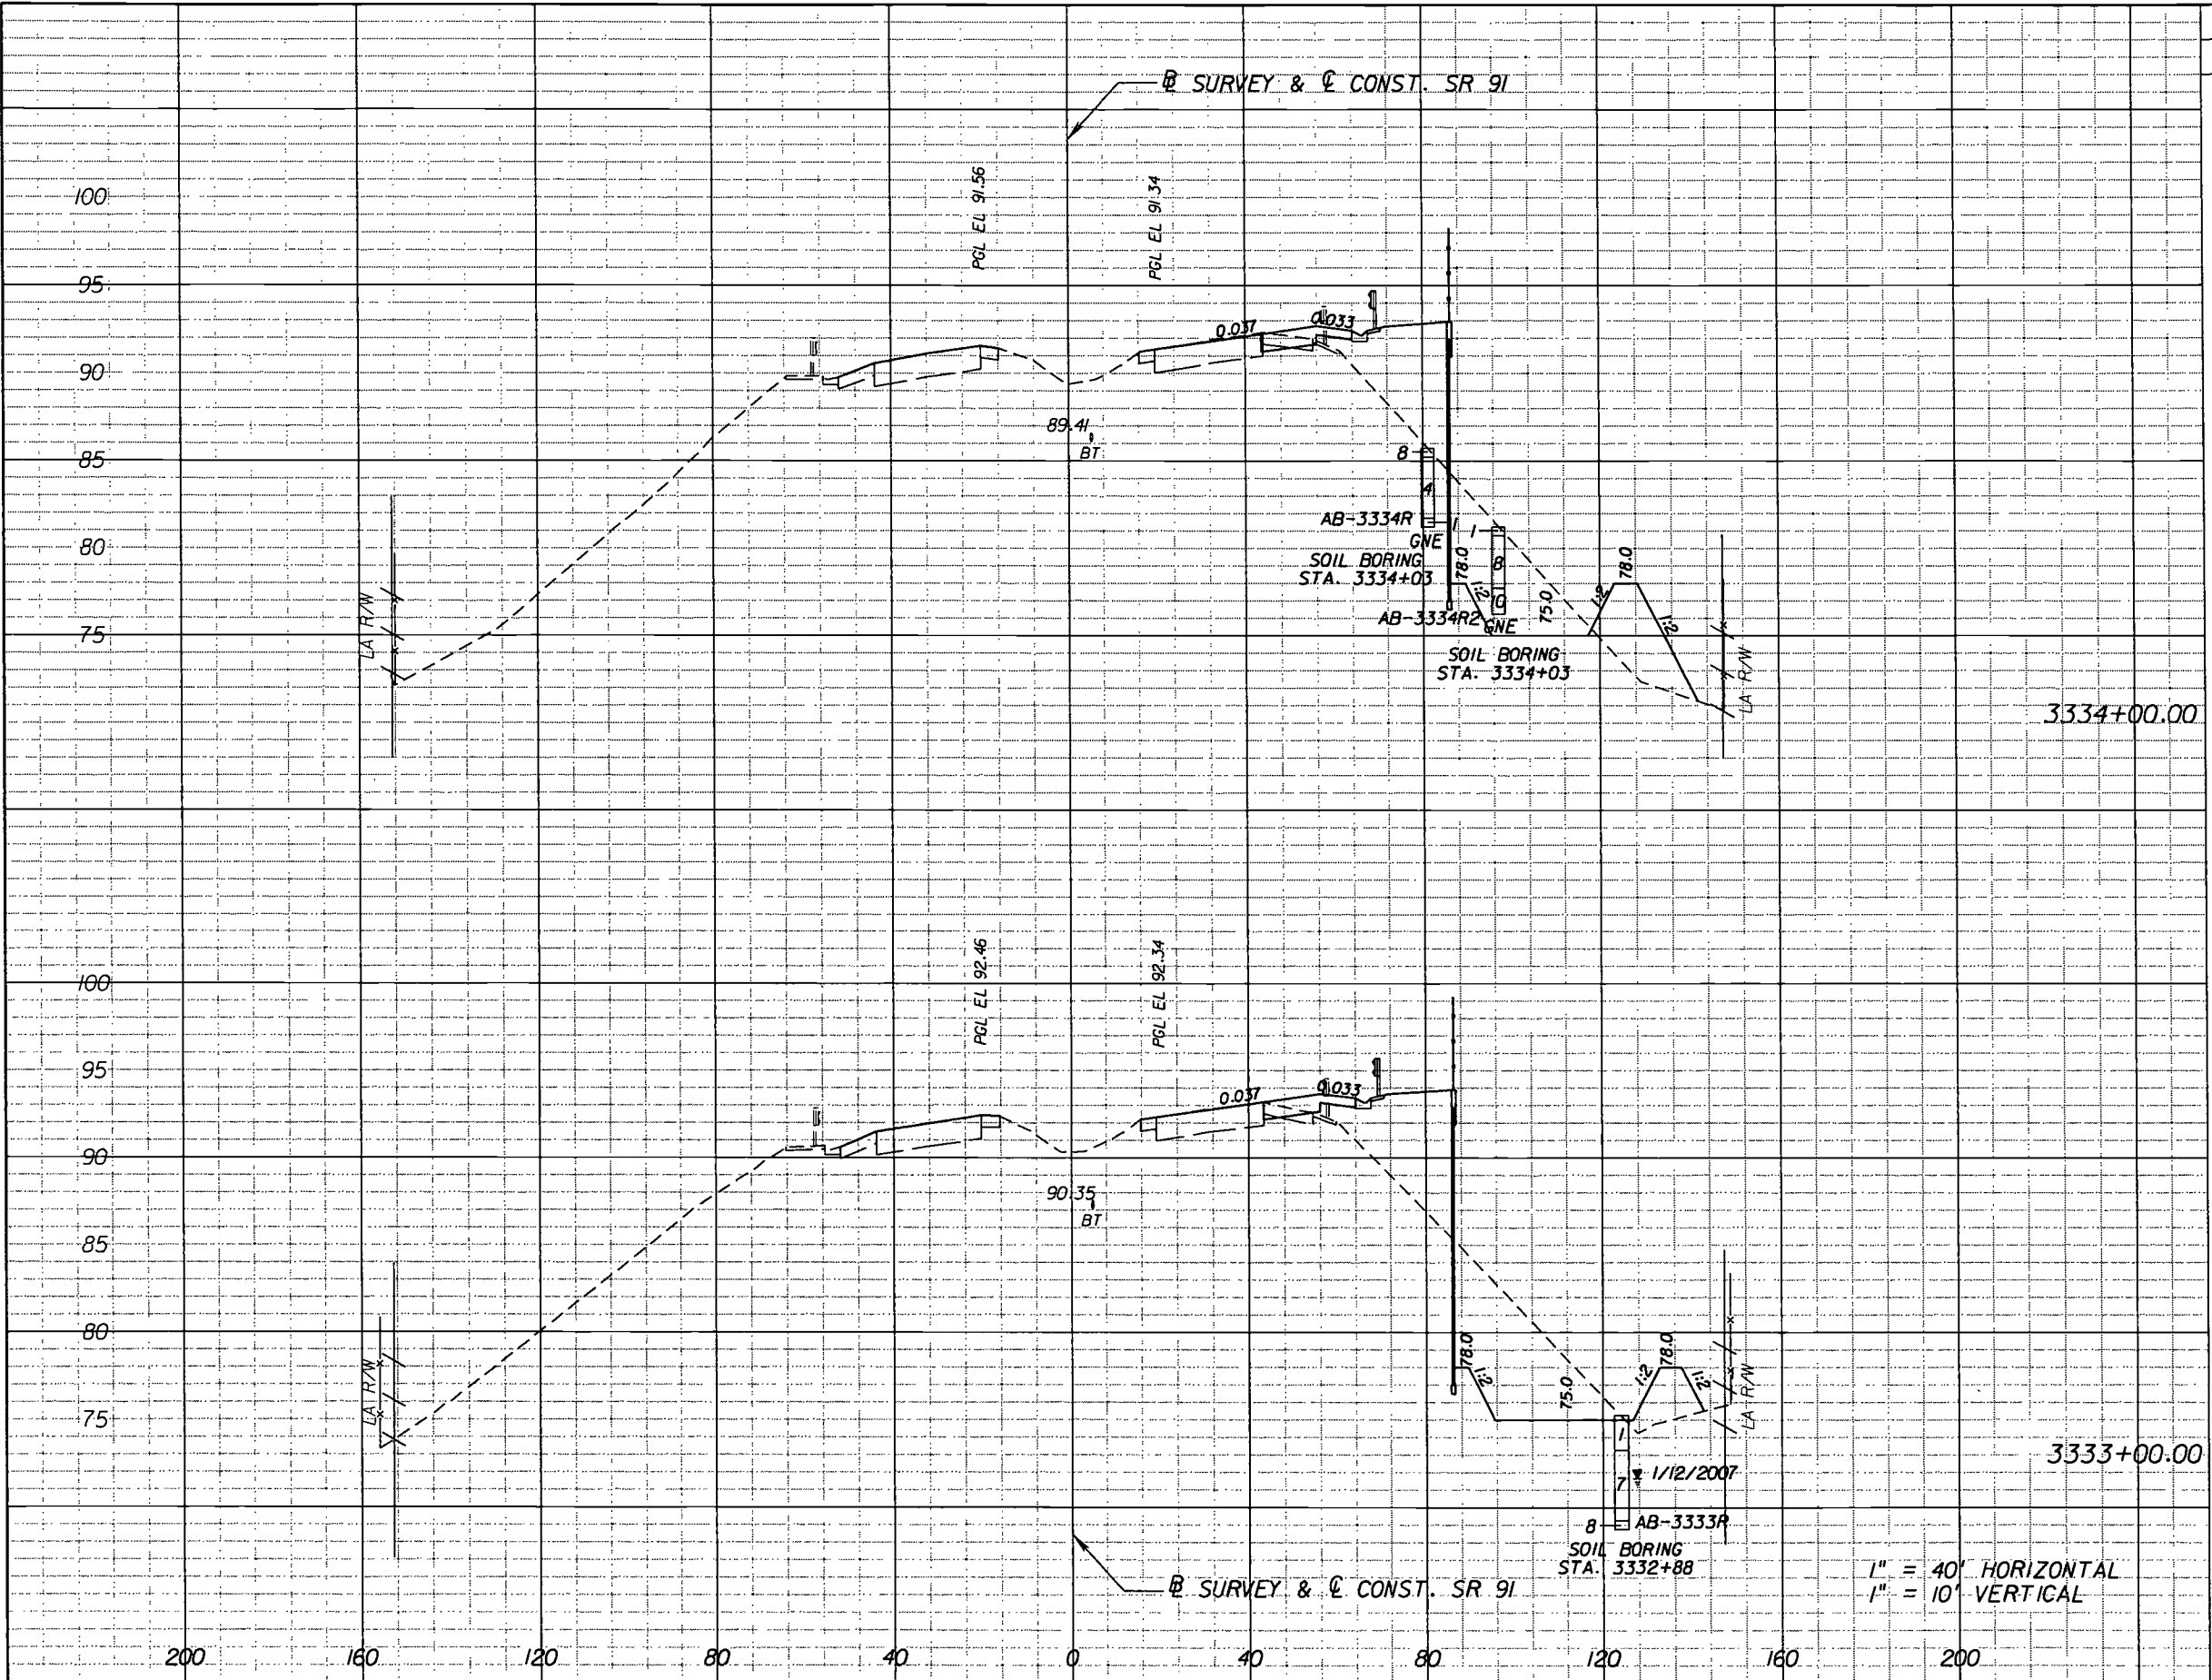 ℄ SURVEY & ℄ CONST. SR 91
PGL EL 91.56
PGL EL 91.34
100
95
90
85
80
75
0.037
0.033
89.41
BT
8
4
1
AB-3334R
GNE
SOIL BORING
STA. 3334+03
1
8
10
78.0
1:2
AB-3334R2
GNE
SOIL BORING
STA. 3334+03
75.0
1:2
78.0
1:2
LA R/W
LA R/W
3334+00.00
PGL EL 92.46
PGL EL 92.34
100
95
90
85
80
75
0.037
0.033
90.35
BT
78.0
1:2
75.0
1:2
78.0
1:2
LA R/W
LA R/W
1
7
1/12/2007
8
AB-3333R
SOIL BORING
STA. 3332+88
3333+00.00
℄ SURVEY & ℄ CONST. SR 91
1" = 40' HORIZONTAL
1" = 10' VERTICAL
200 160 120 80 40 0 40 80 120 160 200